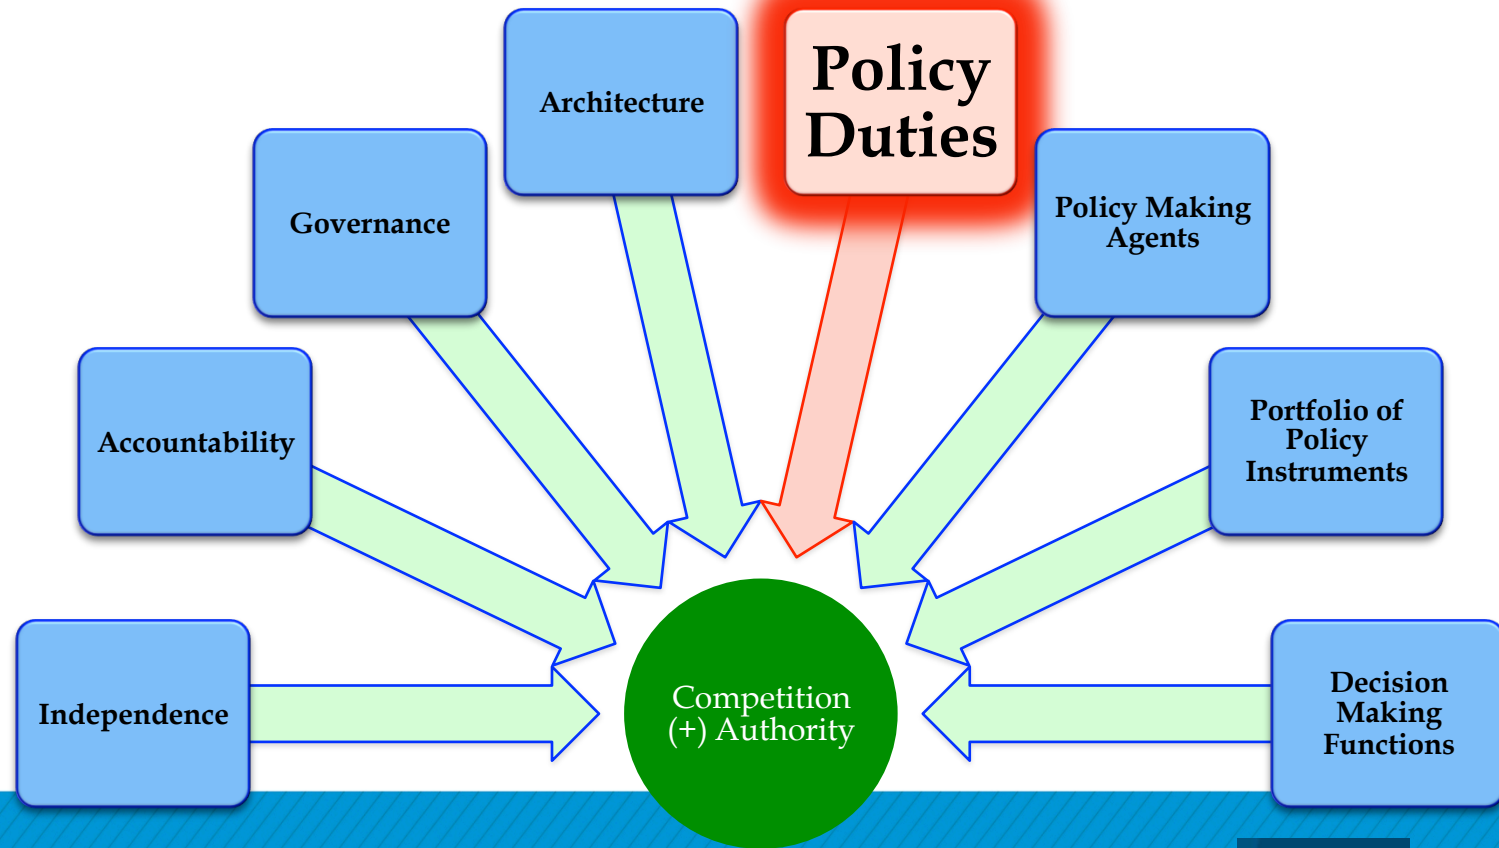 Architecture
Policy
Duties
Governance
Policy Making
Agents
Accountability
Portfolio of
Policy
Instruments
Independence
Competition
(+) Authority
Decision
Making
Functions